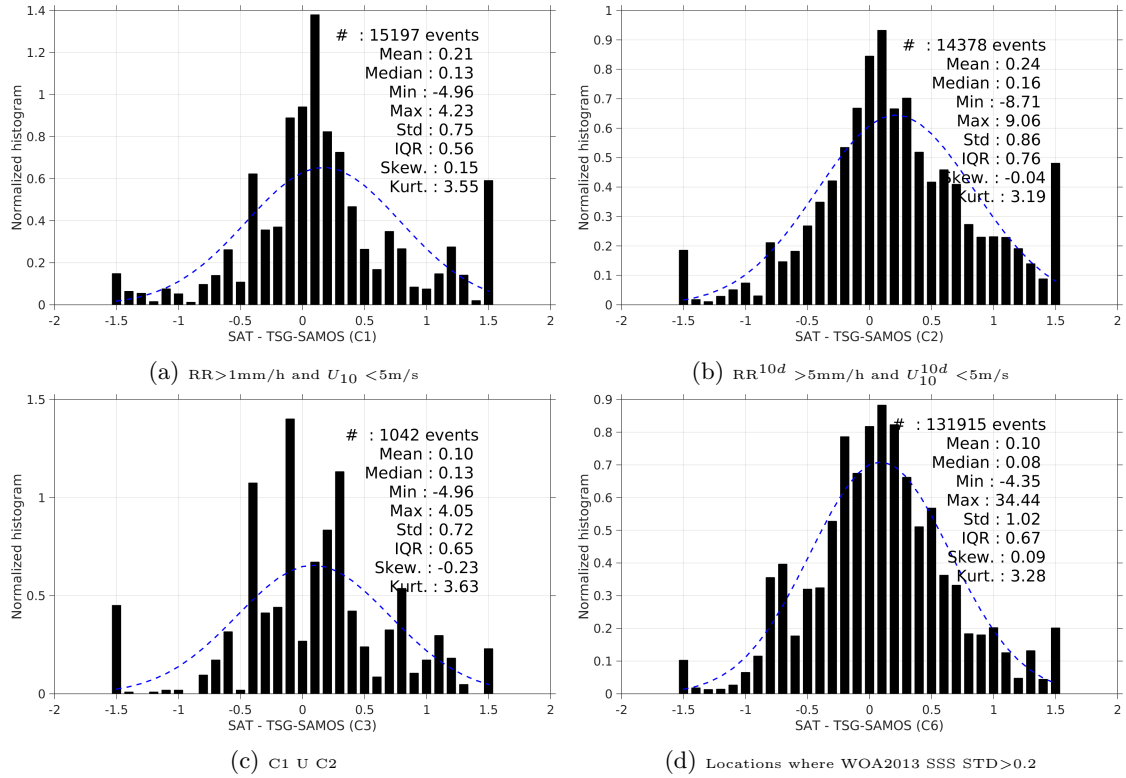 1.4
1.2
1
0.8
0.6
0.4
0.2
0
Normalized histogram
# : 15197 events
Mean : 0.21
Median : 0.13
Min : -4.96
Max : 4.23
Std : 0.75
IQR : 0.56
Skew. : 0.15
Kurt. : 3.55
-2 -1.5 -1 -0.5 0 0.5 1 1.5 2
SAT - TSG-SAMOS (C1)
(a) RR>1mm/h and U10 <5m/s
1
0.9
0.8
0.7
0.6
0.5
0.4
0.3
0.2
0.1
0
Normalized histogram
# : 14378 events
Mean : 0.24
Median : 0.16
Min : -8.71
Max : 9.06
Std : 0.86
IQR : 0.76
Skew. : -0.04
Kurt. : 3.19
-2 -1.5 -1 -0.5 0 0.5 1 1.5 2
SAT - TSG-SAMOS (C2)
(b) RR^10d >5mm/h and U10^10d <5m/s
1.5
1
0.5
0
Normalized histogram
# : 1042 events
Mean : 0.10
Median : 0.13
Min : -4.96
Max : 4.05
Std : 0.72
IQR : 0.65
Skew. : -0.23
Kurt. : 3.63
-2 -1.5 -1 -0.5 0 0.5 1 1.5 2
SAT - TSG-SAMOS (C3)
(c) C1 U C2
0.9
0.8
0.7
0.6
0.5
0.4
0.3
0.2
0.1
0
Normalized histogram
# : 131915 events
Mean : 0.10
Median : 0.08
Min : -4.35
Max : 34.44
Std : 1.02
IQR : 0.67
Skew. : 0.09
Kurt. : 3.28
-2 -1.5 -1 -0.5 0 0.5 1 1.5 2
SAT - TSG-SAMOS (C6)
(d) Locations where WOA2013 SSS STD>0.2